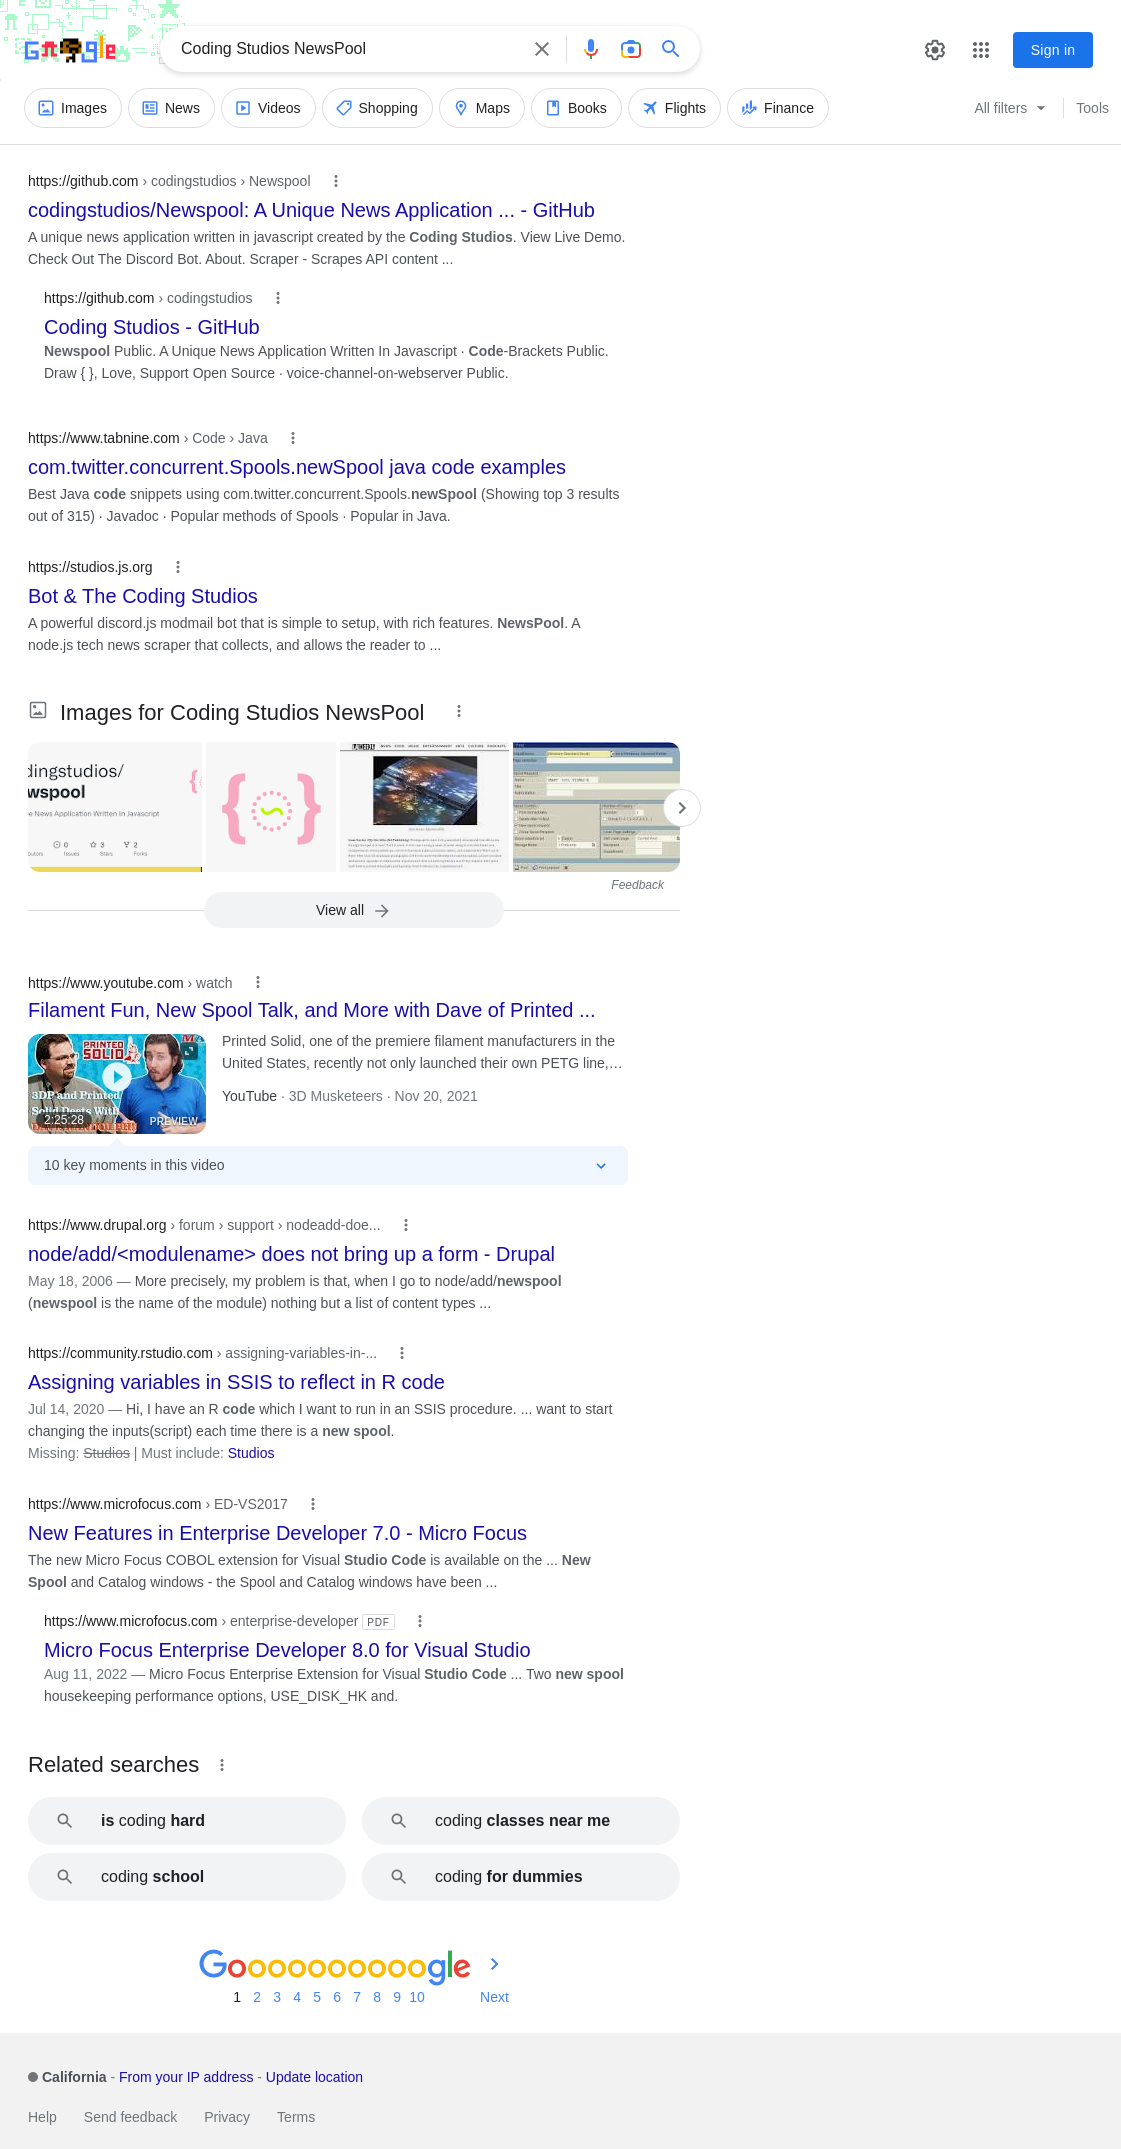 Coding Studios NewsPool
Sign in
Images
News
Videos
Shopping
Maps
Books
Flights
Finance
All filters
Tools
https://github.com › codingstudios › Newspool
codingstudios/Newspool: A Unique News Application ... - GitHub
A unique news application written in javascript created by the Coding Studios. View Live Demo.
Check Out The Discord Bot. About. Scraper - Scrapes API content ...
https://github.com › codingstudios
Coding Studios - GitHub
Newspool Public. A Unique News Application Written In Javascript · Code-Brackets Public.
Draw { }, Love, Support Open Source · voice-channel-on-webserver Public.
https://www.tabnine.com › Code › Java
com.twitter.concurrent.Spools.newSpool java code examples
Best Java code snippets using com.twitter.concurrent.Spools.newSpool (Showing top 3 results
out of 315) · Javadoc · Popular methods of Spools · Popular in Java.
https://studios.js.org
Bot & The Coding Studios
A powerful discord.js modmail bot that is simple to setup, with rich features. NewsPool. A
node.js tech news scraper that collects, and allows the reader to ...
Images for Coding Studios NewsPool
dingstudios/
wspool
e News Application Written In Javascript
0
3
2
Issues
Stars
Forks
Feedback
View all
https://www.youtube.com › watch
Filament Fun, New Spool Talk, and More with Dave of Printed ...
PRINTED
SOLID
3DP and Printed
Solid Deets With
2:25:28
PREVIEW
Printed Solid, one of the premiere filament manufacturers in the
United States, recently not only launched their own PETG line,…
YouTube · 3D Musketeers · Nov 20, 2021
10 key moments in this video
https://www.drupal.org › forum › support › nodeadd-doe...
node/add/<modulename> does not bring up a form - Drupal
May 18, 2006 — More precisely, my problem is that, when I go to node/add/newspool
(newspool is the name of the module) nothing but a list of content types ...
https://community.rstudio.com › assigning-variables-in-...
Assigning variables in SSIS to reflect in R code
Jul 14, 2020 — Hi, I have an R code which I want to run in an SSIS procedure. ... want to start
changing the inputs(script) each time there is a new spool.
Missing: Studios | Must include: Studios
https://www.microfocus.com › ED-VS2017
New Features in Enterprise Developer 7.0 - Micro Focus
The new Micro Focus COBOL extension for Visual Studio Code is available on the ... New
Spool and Catalog windows - the Spool and Catalog windows have been ...
https://www.microfocus.com › enterprise-developer PDF
Micro Focus Enterprise Developer 8.0 for Visual Studio
Aug 11, 2022 — Micro Focus Enterprise Extension for Visual Studio Code ... Two new spool
housekeeping performance options, USE_DISK_HK and.
Related searches
is coding hard
coding classes near me
coding school
coding for dummies
Goooooooooogle
1 2 3 4 5 6 7 8 9 10 Next
California - From your IP address - Update location
Help Send feedback Privacy Terms